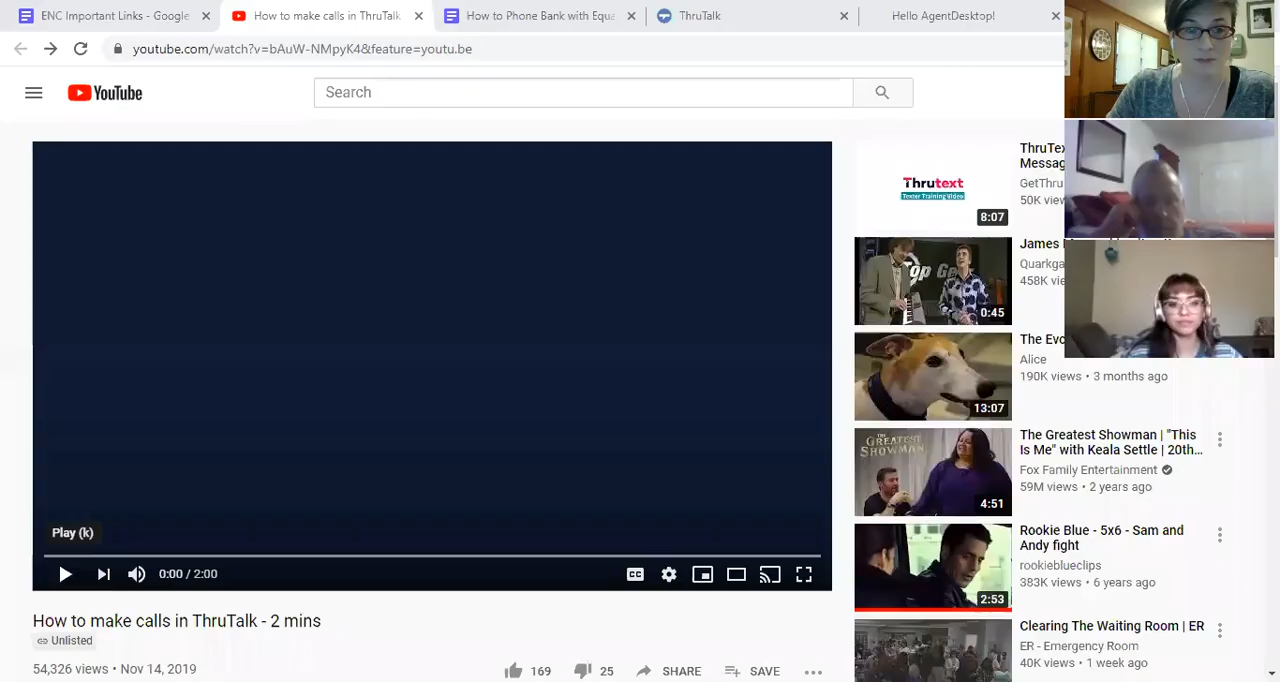 ENC Important Links - Google
How to make calls in ThruTalk
How to Phone Bank with Equa
ThruTalk
Hello AgentDesktop!
youtube.com/watch?v=bAuW-NMpyK4&feature=youtu.be
YouTube
Search
Play (k)
0:00 / 2:00
How to make calls in ThruTalk - 2 mins
Unlisted
54,326 views • Nov 14, 2019
169
25
SHARE
SAVE
Thrutext
Texter Training Video
8:07
ThruTex
Messag
GetThru
50K view
op Ge
0:45
James
Quarkga
458K vie
13:07
The Evo
Alice
190K views • 3 months ago
THE
GREATEST
SHOWMAN
4:51
The Greatest Showman | "This
Is Me" with Keala Settle | 20th...
Fox Family Entertainment
59M views • 2 years ago
2:53
Rookie Blue - 5x6 - Sam and
Andy fight
rookieblueclips
383K views • 6 years ago
Clearing The Waiting Room | ER
ER - Emergency Room
40K views • 1 week ago